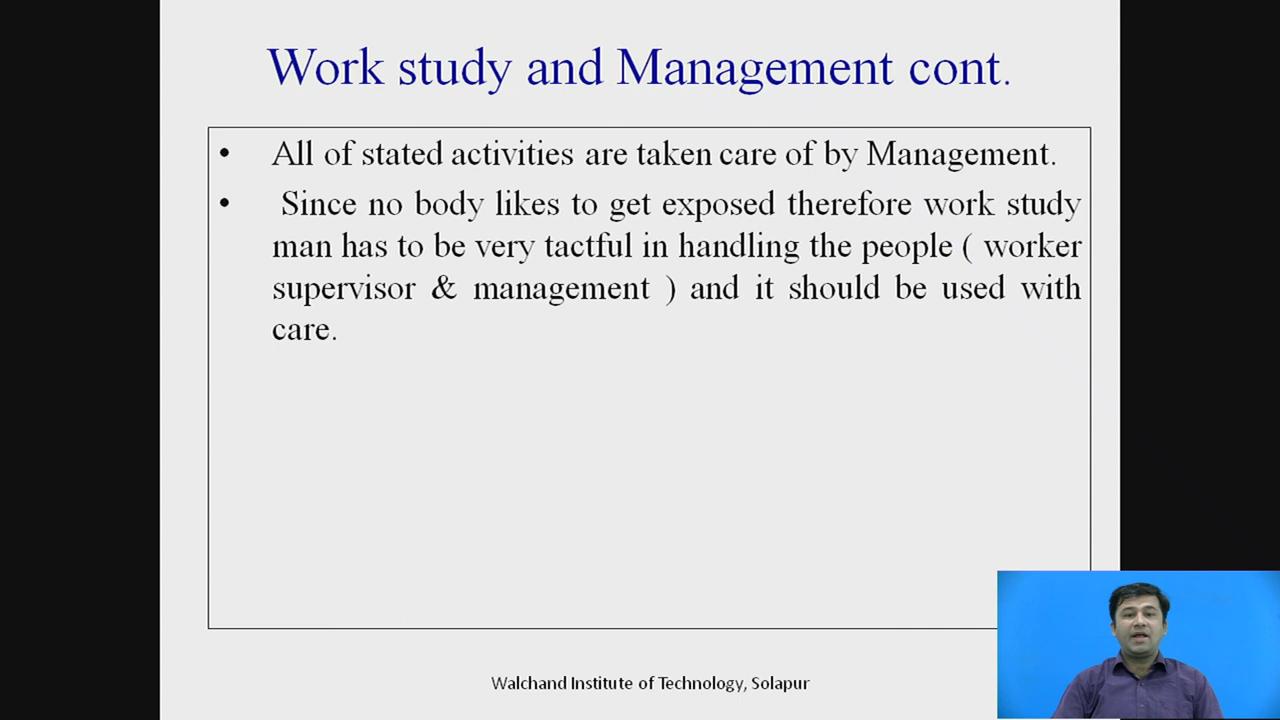 Work study and Management cont.
• All of stated activities are taken care of by Management.
• Since no body likes to get exposed therefore work study
man has to be very tactful in handling the people ( worker
supervisor & management ) and it should be used with
care.
Walchand Institute of Technology, Solapur